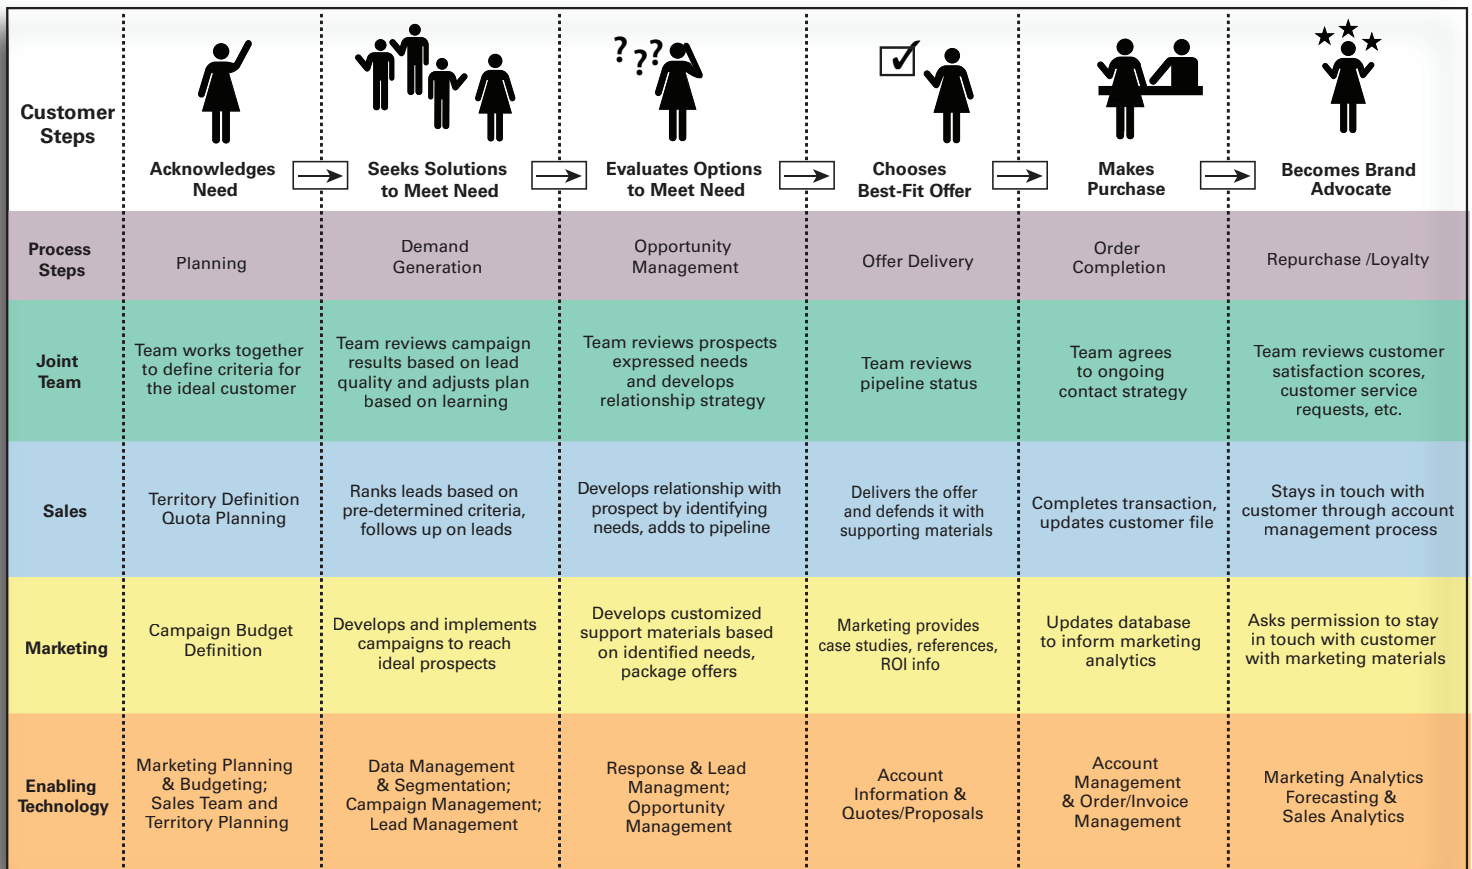 Customer
Steps
? ? ?
Acknowledges
Need
Seeks Solutions
to Meet Need
Evaluates Options
to Meet Need
Chooses
Best-Fit Offer
Makes
Purchase
Becomes Brand
Advocate
Process
Steps
Planning
Demand
Generation
Opportunity
Management
Offer Delivery
Order
Completion
Repurchase /Loyalty
Joint
Team
Team works together
to define criteria for
the ideal customer
Team reviews campaign
results based on lead
quality and adjusts plan
based on learning
Team reviews prospects
expressed needs
and develops
relationship strategy
Team reviews
pipeline status
Team agrees
to ongoing
contact strategy
Team reviews customer
satisfaction scores,
customer service
requests, etc.
Sales
Territory Definition
Quota Planning
Ranks leads based on
pre-determined criteria,
follows up on leads
Develops relationship with
prospect by identifying
needs, adds to pipeline
Delivers the offer
and defends it with
supporting materials
Completes transaction,
updates customer file
Stays in touch with
customer through account
management process
Marketing
Campaign Budget
Definition
Develops and implements
campaigns to reach
ideal prospects
Develops customized
support materials based
on identified needs,
package offers
Marketing provides
case studies, references,
ROI info
Updates database
to inform marketing
analytics
Asks permission to stay
in touch with customer
with marketing materials
Enabling
Technology
Marketing Planning
& Budgeting;
Sales Team and
Territory Planning
Data Management
& Segmentation;
Campaign Management;
Lead Management
Response & Lead
Managment;
Opportunity
Management
Account
Information &
Quotes/Proposals
Account
Management
& Order/Invoice
Management
Marketing Analytics
Forecasting &
Sales Analytics